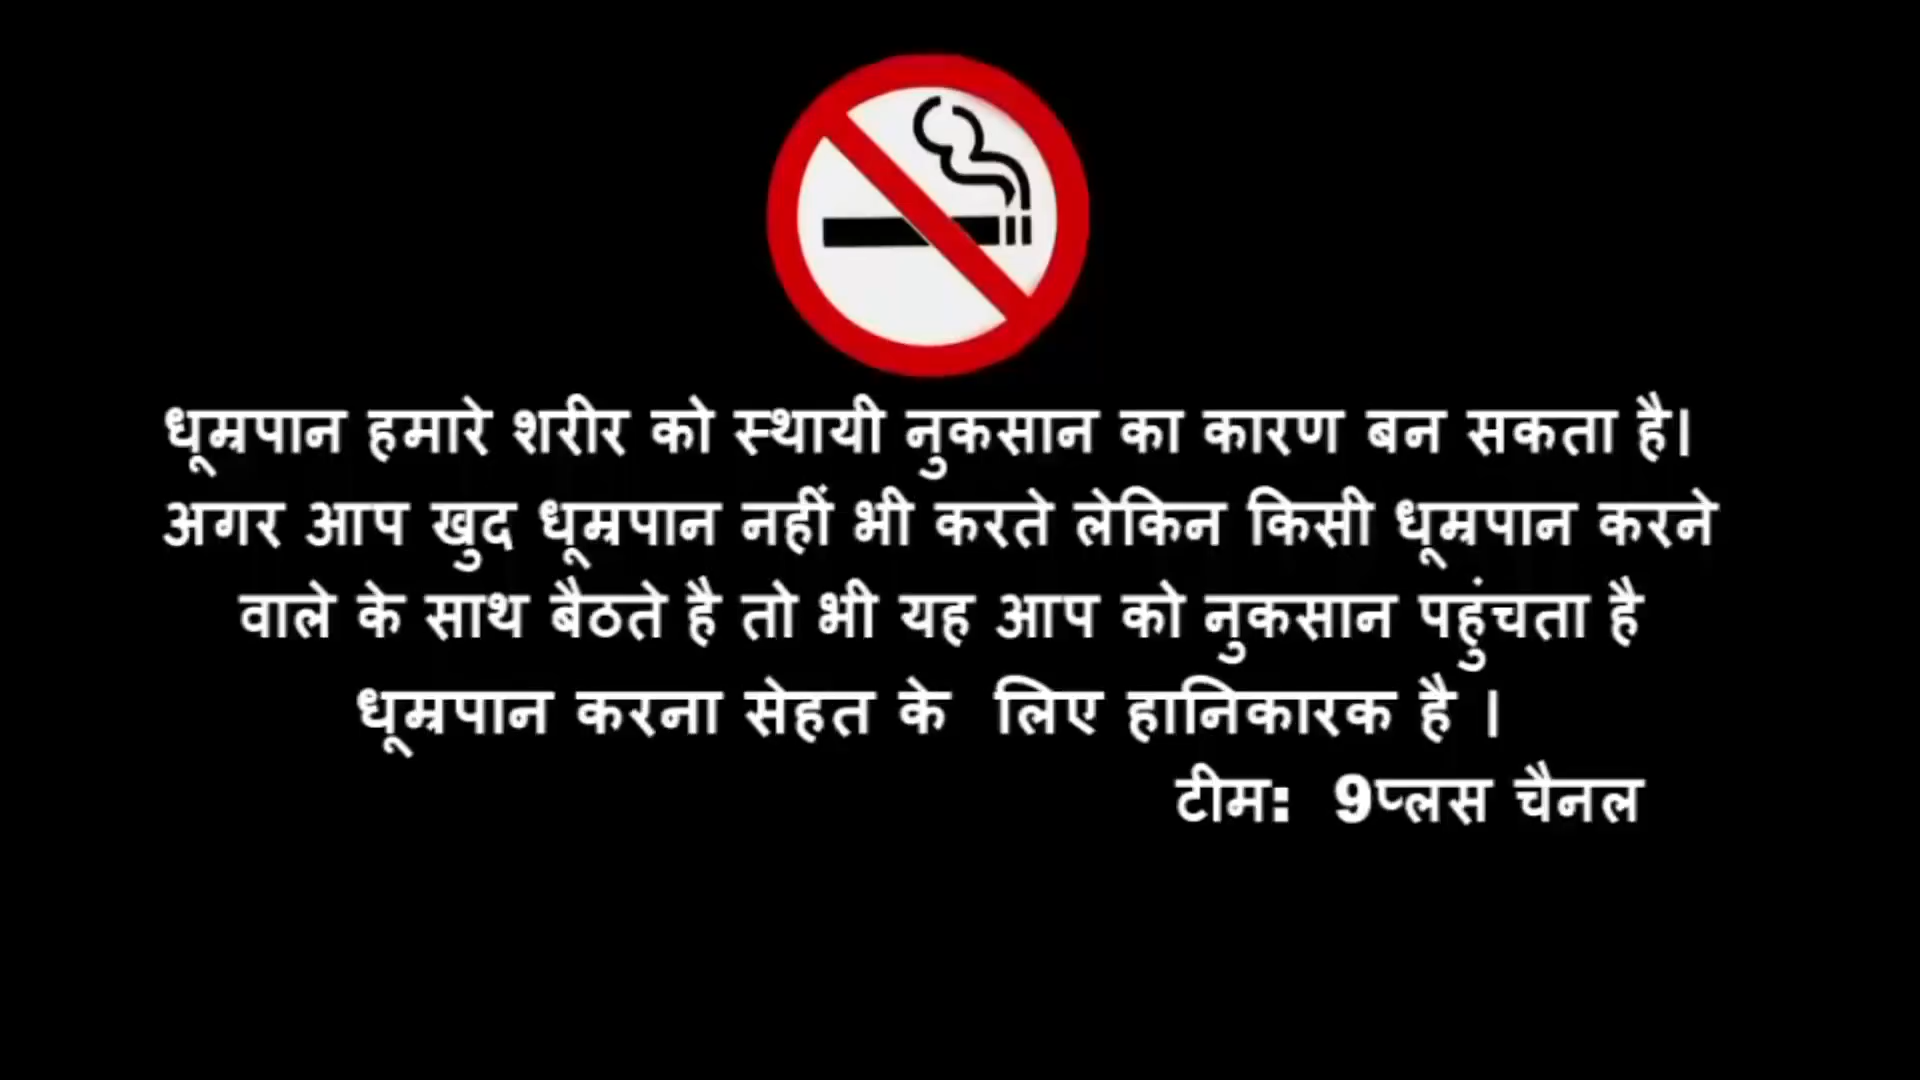 धूम्रपान हमारे शरीर को स्थायी नुकसान का कारण बन सकता है।
अगर आप खुद धूम्रपान नहीं भी करते लेकिन किसी धूम्रपान करने
वाले के साथ बैठते है तो भी यह आप को नुकसान पहुंचता है
धूम्रपान करना सेहत के लिए हानिकारक है ।
टीम: 9प्लस चैनल